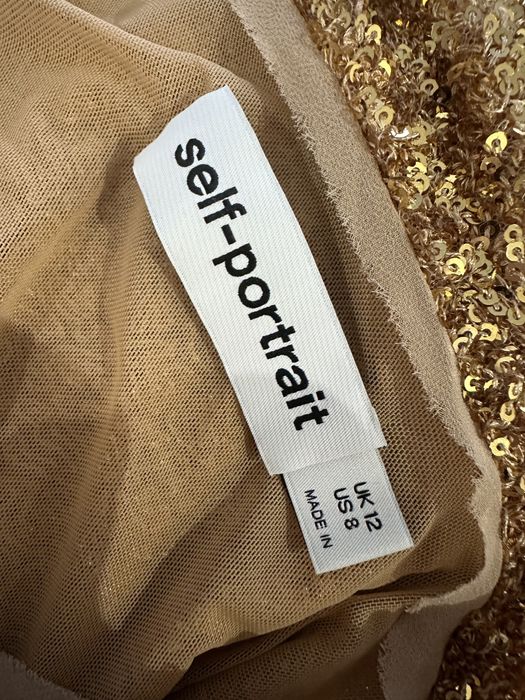 self-portrait
UK 12
US 8
MADE IN